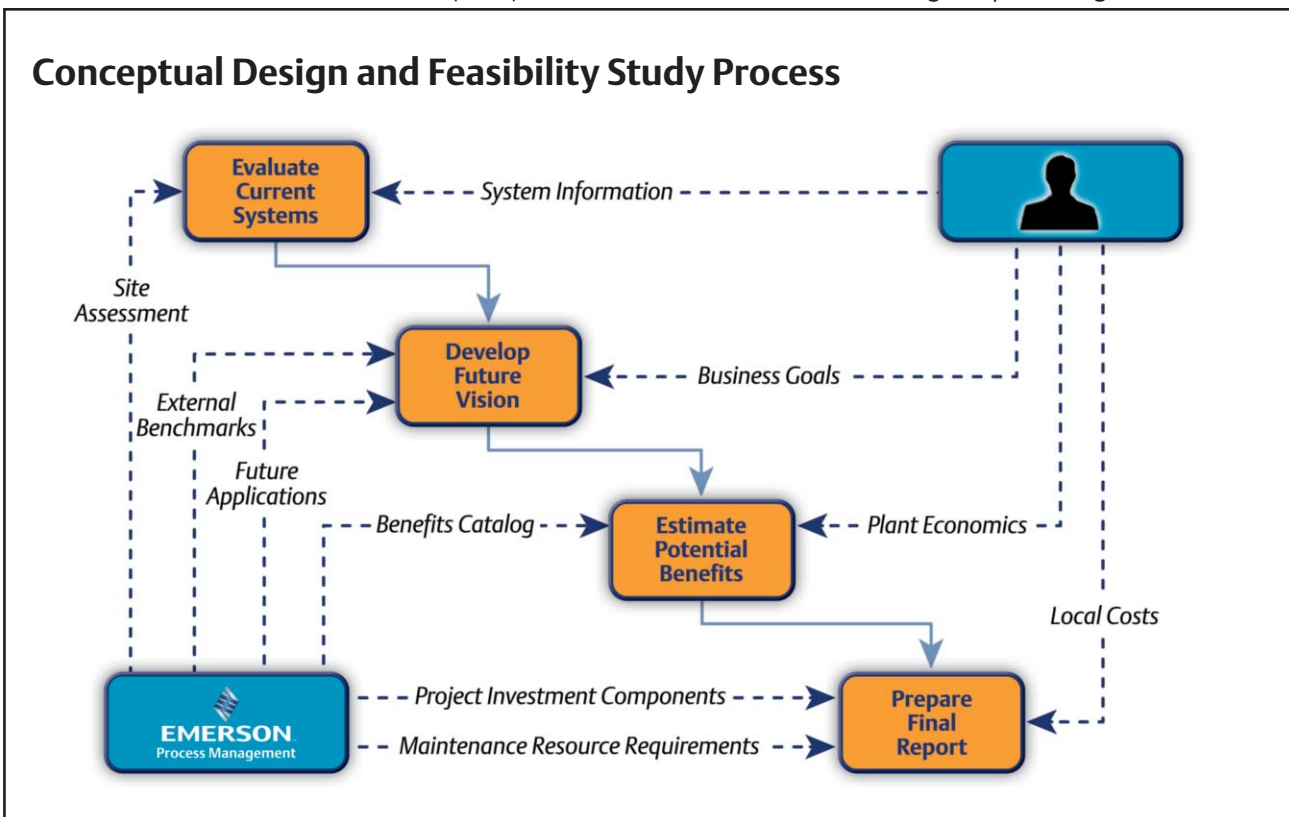 Conceptual Design and Feasibility Study Process
Evaluate
Current
Systems
System Information
Site
Assessment
Develop
Future
Vision
Business Goals
External
Benchmarks
Future
Applications
Benefits Catalog
Estimate
Potential
Benefits
Plant Economics
Local Costs
EMERSON
Process Management
Project Investment Components
Maintenance Resource Requirements
Prepare
Final
Report